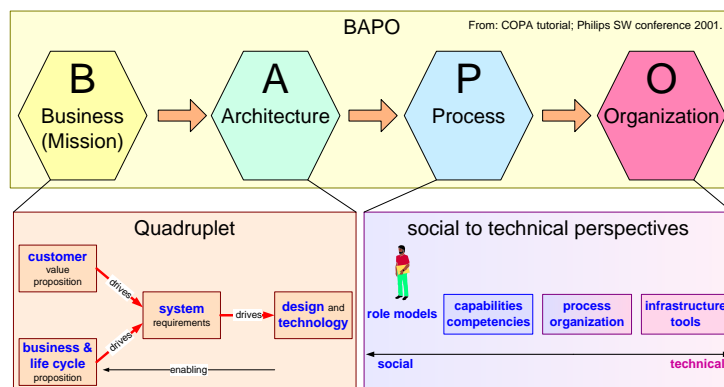 BAPO
From: COPA tutorial; Philips SW conference 2001.
B
Business
(Mission)
A
Architecture
P
Process
O
Organization
Quadruplet
customer
value
proposition
drives
business &
life cycle
proposition
drives
system
requirements
drives
design and
technology
enabling
social to technical perspectives
role models
capabilities
competencies
process
organization
infrastructure
tools
social
technical